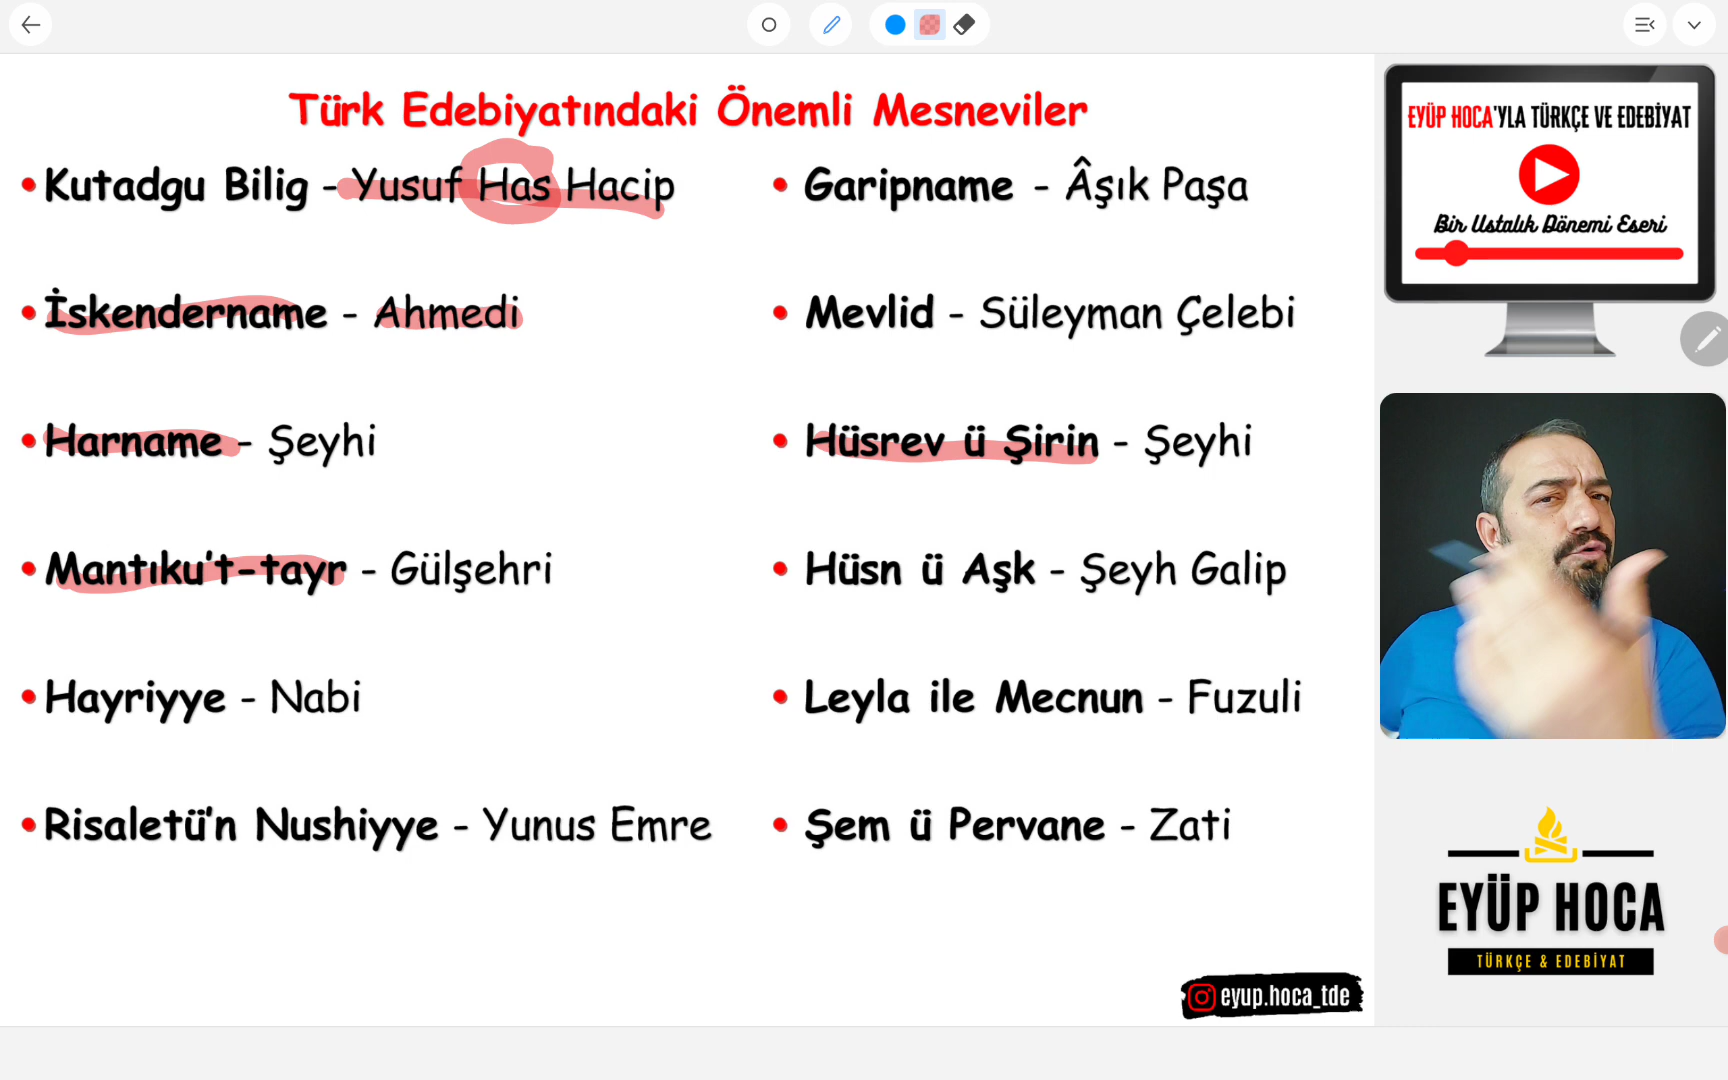 Türk Edebiyatındaki Önemli Mesneviler
• Kutadgu Bilig - Yusuf Has Hacip
• İskendername - Ahmedi
• Harname - Şeyhi
• Mantıku't-tayr - Gülşehri
• Hayriyye - Nabi
• Risaletü'n Nushiyye - Yunus Emre
• Garipname - Âşık Paşa
• Mevlid - Süleyman Çelebi
• Hüsrev ü Şirin - Şeyhi
• Hüsn ü Aşk - Şeyh Galip
• Leyla ile Mecnun - Fuzuli
• Şem ü Pervane - Zati
eyup.hoca_tde
EYÜP HOCA'YLA TÜRKÇE VE EDEBİYAT
Bir Ustalık Dönemi Eseri
EYÜP HOCA
TÜRKÇE & EDEBİYAT